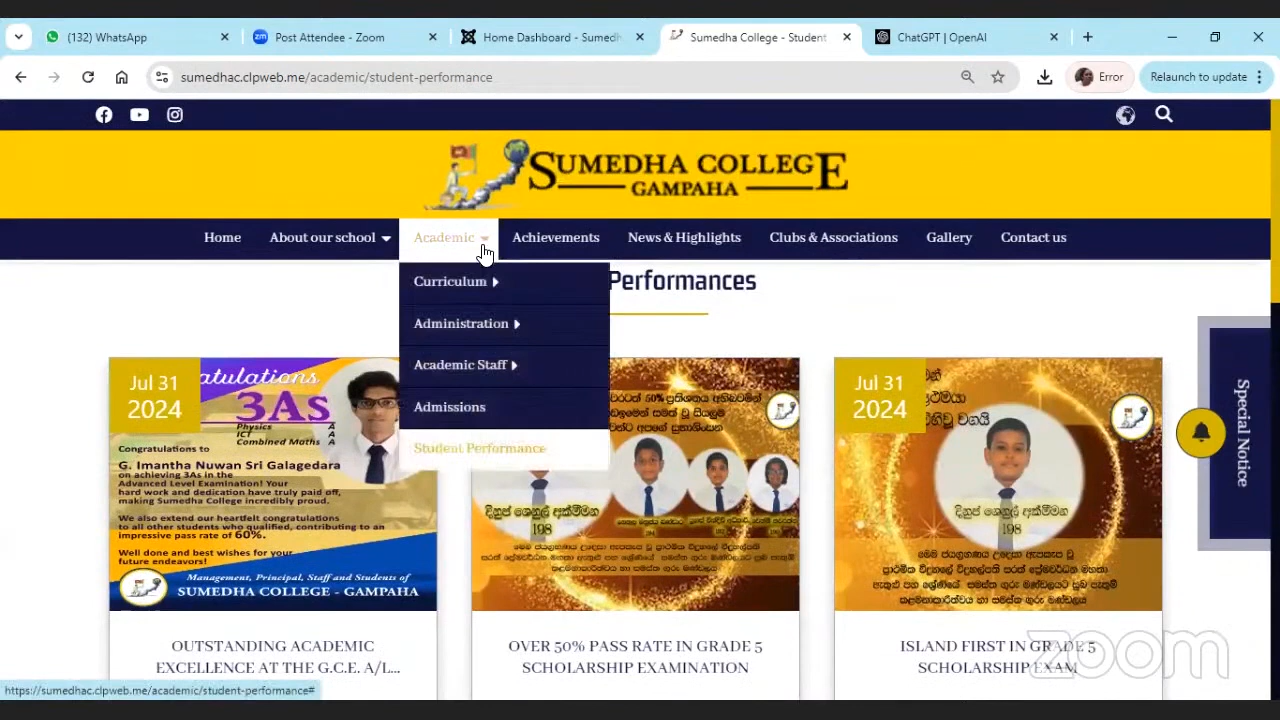 (132) WhatsApp
Post Attendee - Zoom
Home Dashboard - Sumedh
Sumedha College - Student
ChatGPT | OpenAI
sumedhac.clpweb.me/academic/student-performance
Error
Relaunch to update
SUMEDHA COLLEGE
GAMPAHA
Home
About our school
Academic
Achievements
News & Highlights
Clubs & Associations
Gallery
Contact us
Performances
Curriculum
Administration
Academic Staff
Admissions
Student Performance
Special Notice
Jul 31
2024
3As
Physics A
ICT A
Combined Maths A
Congratulations to
G. Imantha Nuwan Sri Galagedara
on achieving 3As in the
Advanced Level Examination! Your
hard work and dedication have truly paid off,
making Sumedha College incredibly proud.
We also extend our heartfelt congratulations
to all other students who qualified, contributing to an
impressive pass rate of 60%.
Well done and best wishes for your
future endeavors!
Management, Principal, Staff and Students of
SUMEDHA COLLEGE - GAMPAHA
OUTSTANDING ACADEMIC
EXCELLENCE AT THE G.C.E. A/L...
198
OVER 50% PASS RATE IN GRADE 5
SCHOLARSHIP EXAMINATION
Jul 31
2024
198
ISLAND FIRST IN GRADE 5
SCHOLARSHIP EXAM
zoom
https://sumedhac.clpweb.me/academic/student-performance#